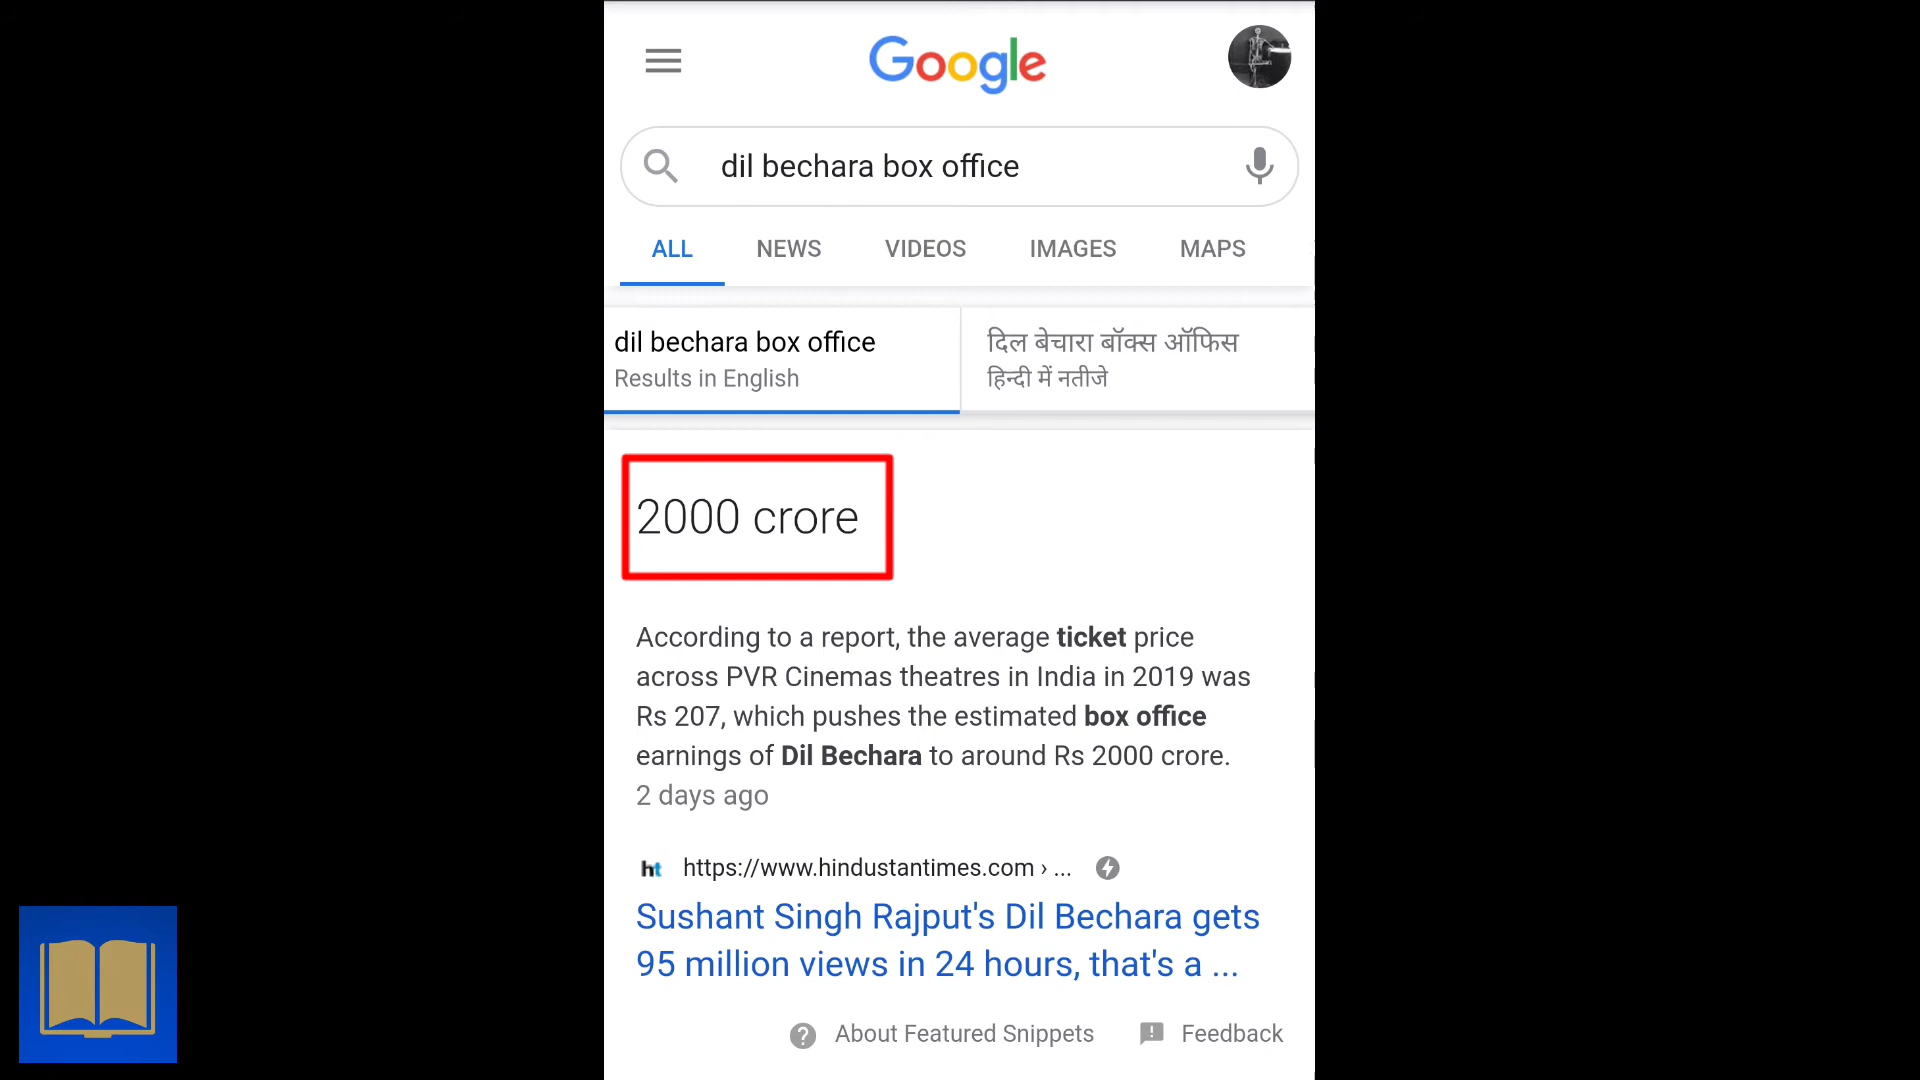 Google
dil bechara box office
ALL NEWS VIDEOS IMAGES MAPS
dil bechara box office
Results in English
दिल बेचारा बॉक्स ऑफिस
हिन्दी में नतीजे
2000 crore
According to a report, the average ticket price
across PVR Cinemas theatres in India in 2019 was
Rs 207, which pushes the estimated box office
earnings of Dil Bechara to around Rs 2000 crore.
2 days ago
ht https://www.hindustantimes.com › ...
Sushant Singh Rajput's Dil Bechara gets
95 million views in 24 hours, that's a ...
About Featured Snippets Feedback